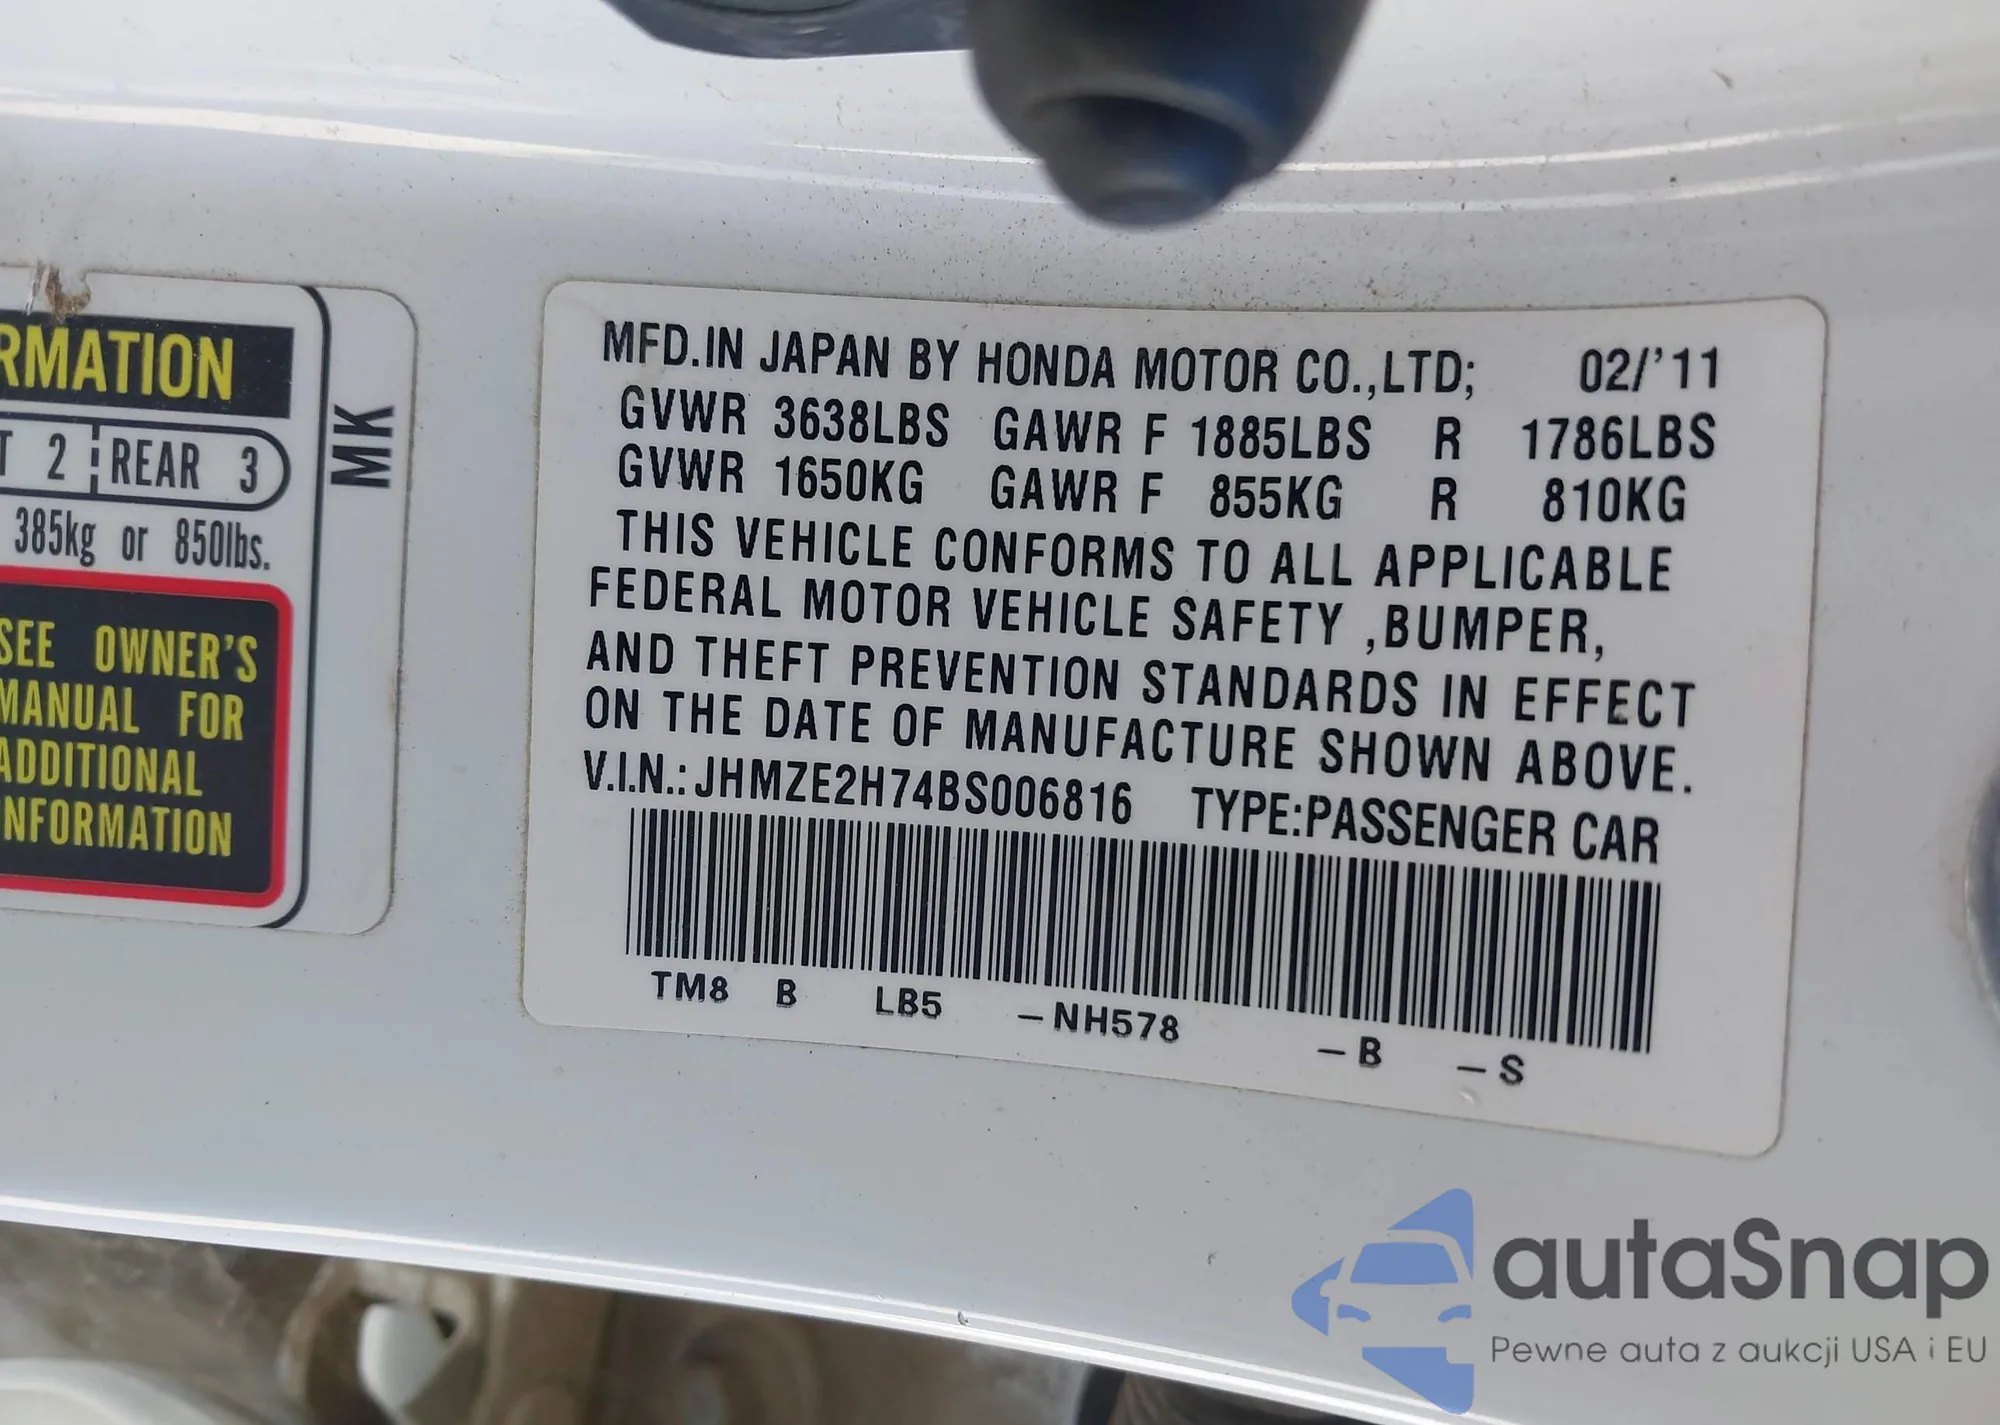 RMATION
T 2 REAR 3
385kg or 850lbs.
SEE OWNER'S
MANUAL FOR
ADDITIONAL
INFORMATION
MK
MFD.IN JAPAN BY HONDA MOTOR CO.,LTD; 02/'11
GVWR 3638LBS GAWR F 1885LBS R 1786LBS
GVWR 1650KG GAWR F 855KG R 810KG
THIS VEHICLE CONFORMS TO ALL APPLICABLE
FEDERAL MOTOR VEHICLE SAFETY ,BUMPER,
AND THEFT PREVENTION STANDARDS IN EFFECT
ON THE DATE OF MANUFACTURE SHOWN ABOVE.
V.I.N.: JHMZE2H74BS006816 TYPE:PASSENGER CAR
TM8 B LB5 -NH578 -B -S
autaSnap
Pewne auta z aukcji USA i EU